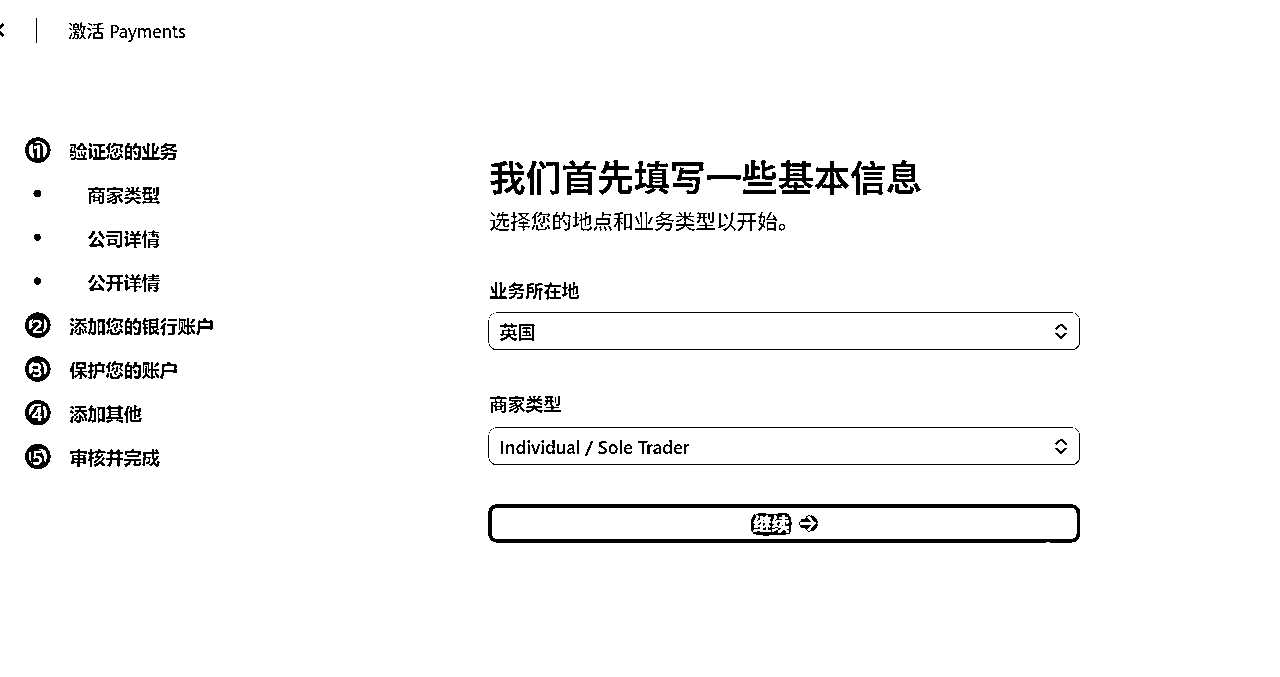 激活 Payments
1 验证您的业务
• 商家类型
• 公司详情
• 公开详情
2 添加您的银行账户
3 保护您的账户
4 添加其他
5 审核并完成
我们首先填写一些基本信息
选择您的地点和业务类型以开始。
业务所在地
英国
商家类型
Individual / Sole Trader
继续 →